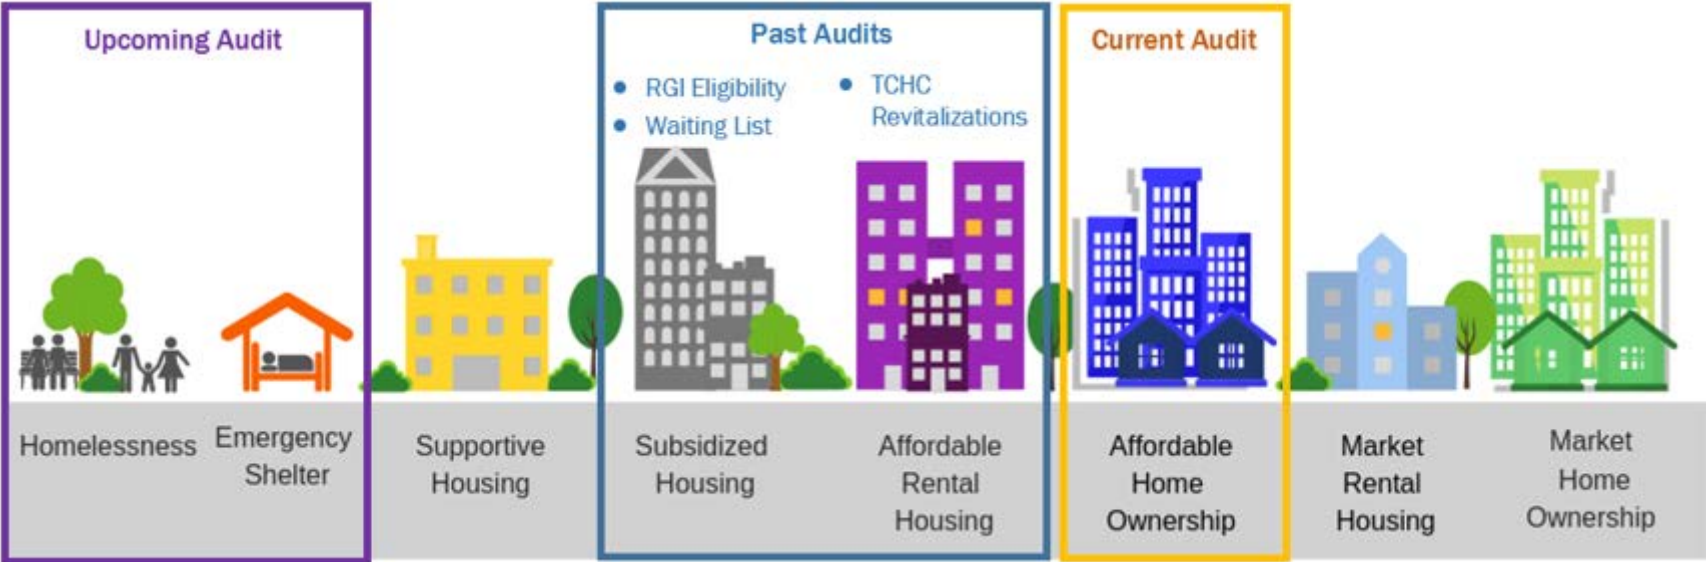 Upcoming Audit
Past Audits
Current Audit
RGI Eligibility
Waiting List
TCHC
Revitalizations
Homelessness
Emergency
Shelter
Supportive
Housing
Subsidized
Housing
Affordable
Rental
Housing
Affordable
Home
Ownership
Market
Rental
Housing
Market
Home
Ownership